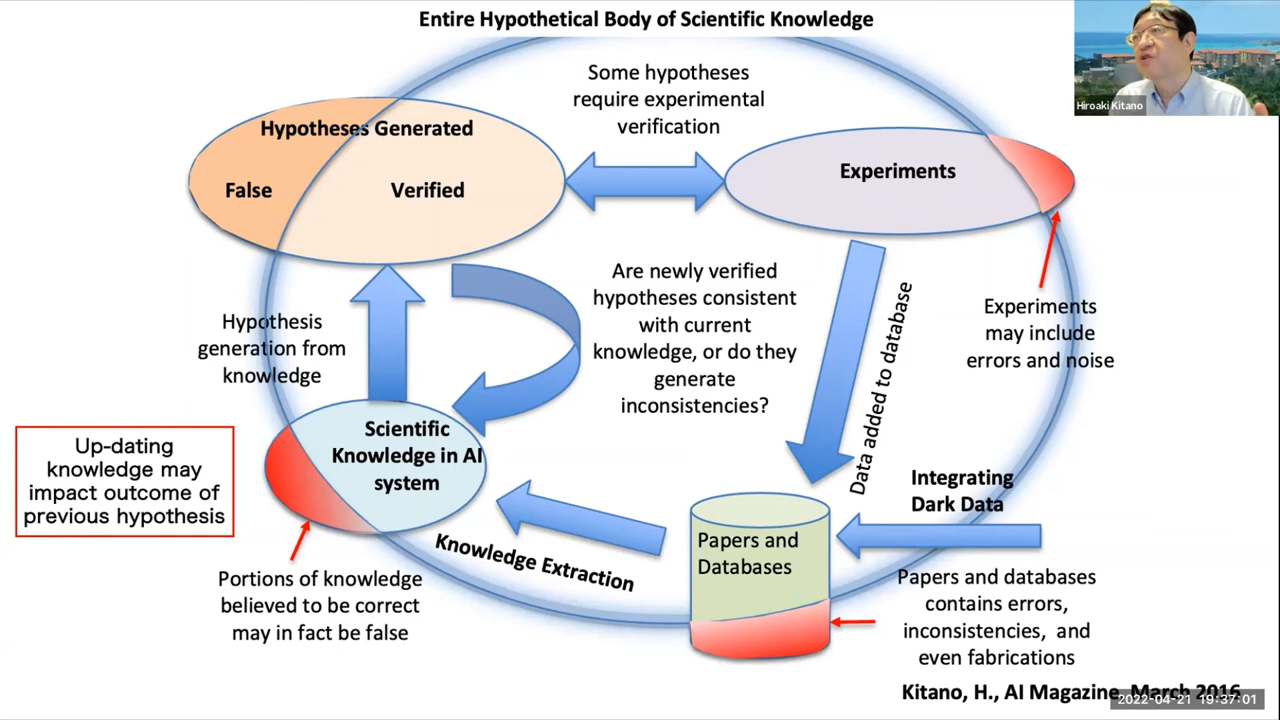 Entire Hypothetical Body of Scientific Knowledge
Hiroaki Kitano
Some hypotheses
require experimental
verification
Hypotheses Generated
False
Verified
Experiments
Are newly verified
hypotheses consistent
with current
knowledge, or do they
generate
inconsistencies?
Hypothesis
generation from
knowledge
Data added to database
Experiments
may include
errors and noise
Scientific
Knowledge in AI
system
Up-dating
knowledge may
impact outcome of
previous hypothesis
Integrating
Dark Data
Knowledge Extraction
Papers and
Databases
Portions of knowledge
believed to be correct
may in fact be false
Papers and databases
contains errors,
inconsistencies, and
even fabrications
Kitano, H., AI Magazine, March 2016
2022-04-21 19:37:01